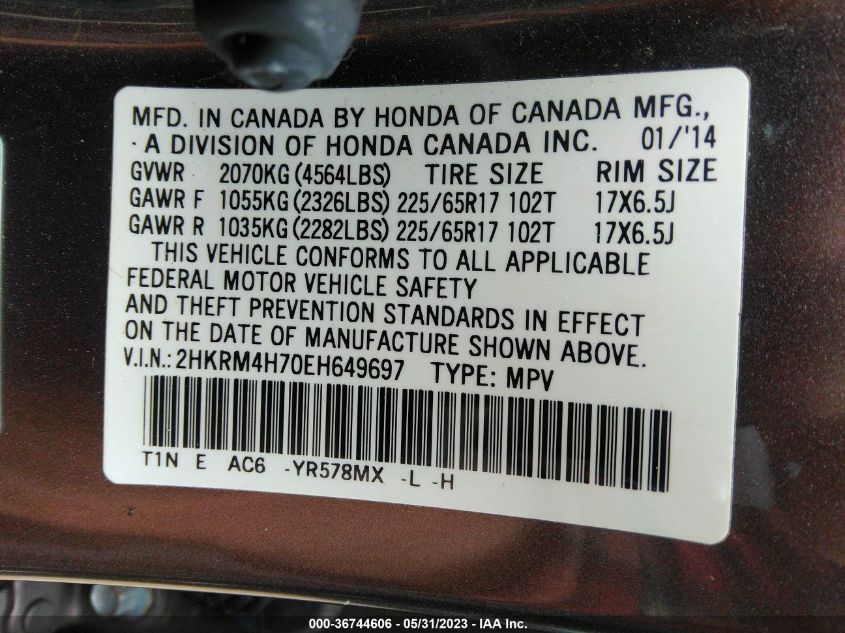 MFD. IN CANADA BY HONDA OF CANADA MFG.,
A DIVISION OF HONDA CANADA INC. 01/'14
GVWR 2070KG(4564LBS) TIRE SIZE RIM SIZE
GAWR F 1055KG(2326LBS) 225/65R17 102T 17X6.5J
GAWR R 1035KG(2282LBS) 225/65R17 102T 17X6.5J
THIS VEHICLE CONFORMS TO ALL APPLICABLE
FEDERAL MOTOR VEHICLE SAFETY
AND THEFT PREVENTION STANDARDS IN EFFECT
ON THE DATE OF MANUFACTURE SHOWN ABOVE.
V.I.N.:2HKRM4H70EH649697 TYPE: MPV
T1N E AC6 -YR578MX -L -H
000-36744606 / 05/31/2023 / ©IAA Inc.